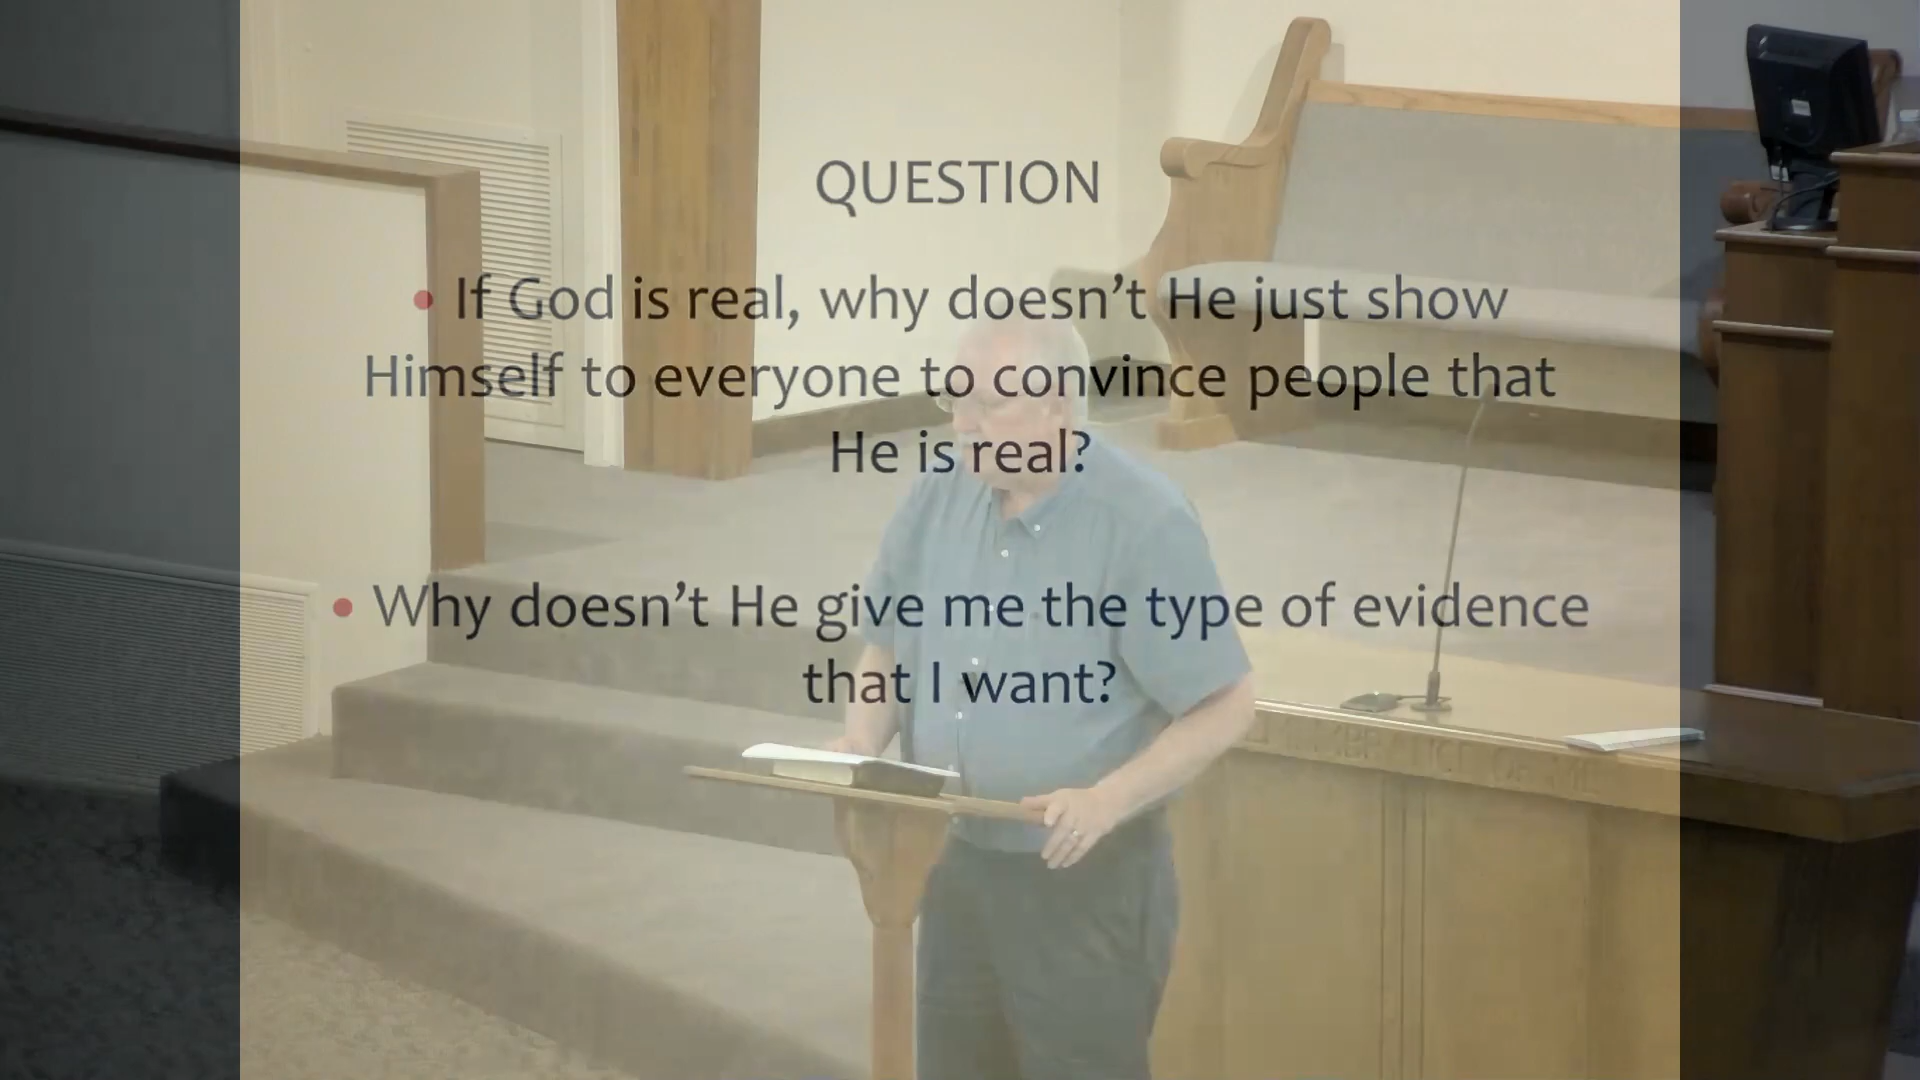 QUESTION
• If God is real, why doesn’t He just show
Himself to everyone to convince people that
He is real?
• Why doesn’t He give me the type of evidence
that I want?